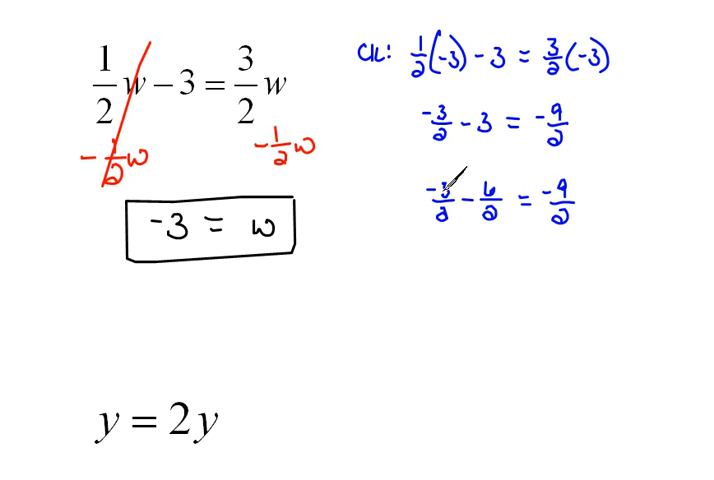 1/2 w − 3 = 3/2 w
− 1/2 w − 1/2 w
-3 = w
CK: 1/2 (-3) − 3 = 3/2 (-3)
-3/2 − 3 = -9/2
-3/2 − 6/2 = -9/2
y = 2y